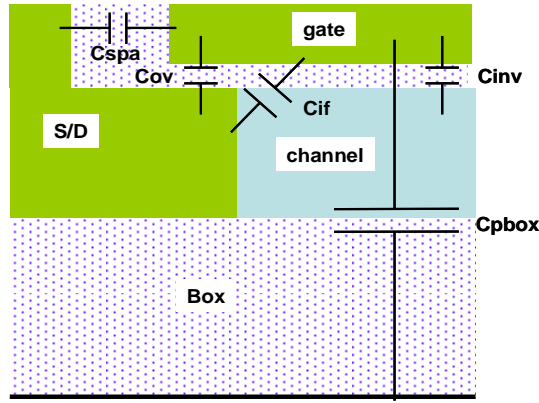 gate
Cspa
Cov
Cinv
Cif
S/D
channel
Cpbox
Box